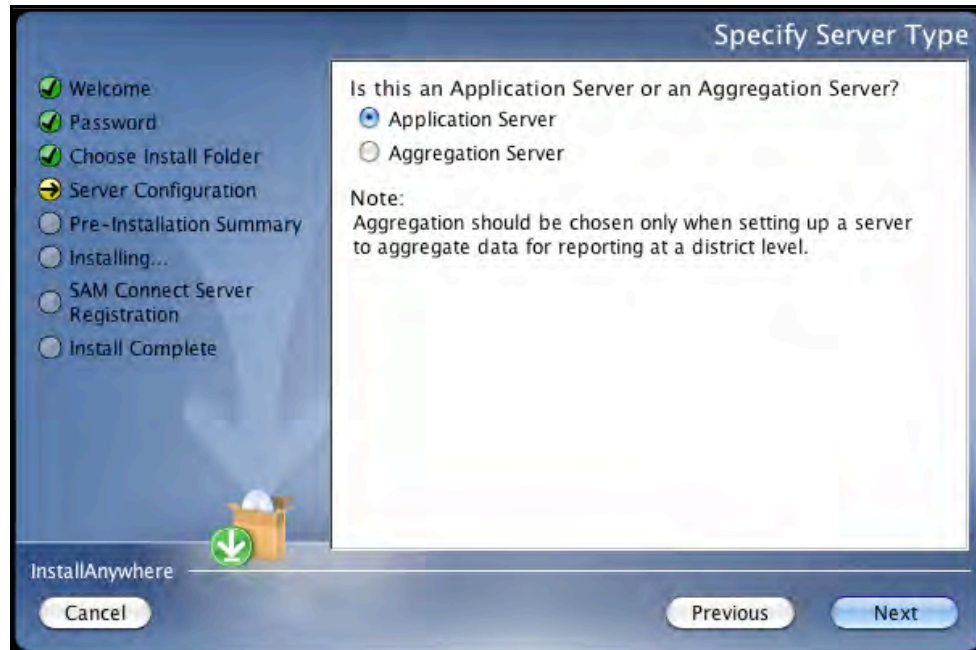 Specify Server Type
Welcome
Password
Choose Install Folder
Server Configuration
Pre-Installation Summary
Installing...
SAM Connect Server
Registration
Install Complete
Is this an Application Server or an Aggregation Server?
Application Server
Aggregation Server
Note:
Aggregation should be chosen only when setting up a server
to aggregate data for reporting at a district level.
InstallAnywhere
Cancel
Previous
Next